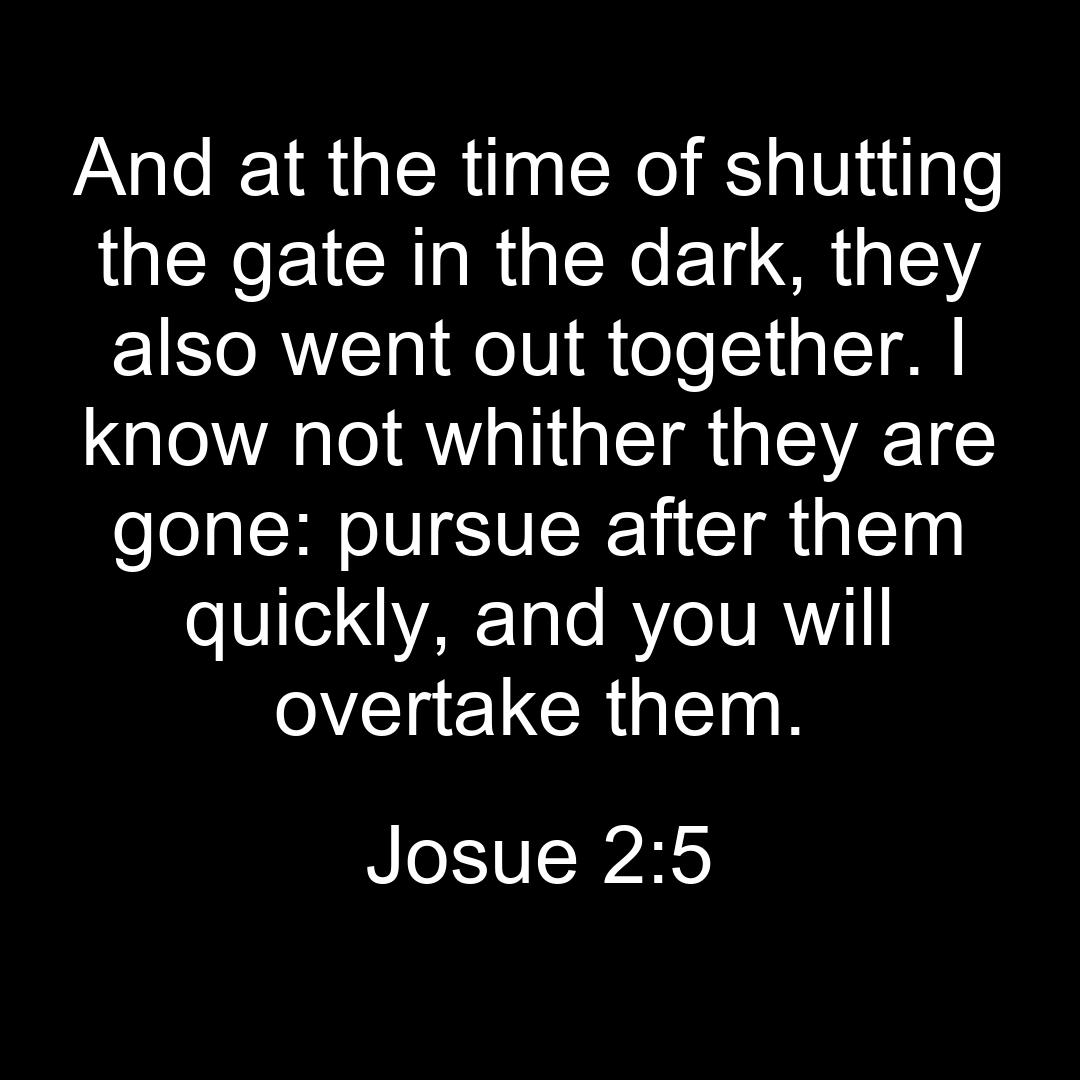 And at the time of shutting
the gate in the dark, they
also went out together. I
know not whither they are
gone: pursue after them
quickly, and you will
overtake them.
Josue 2:5